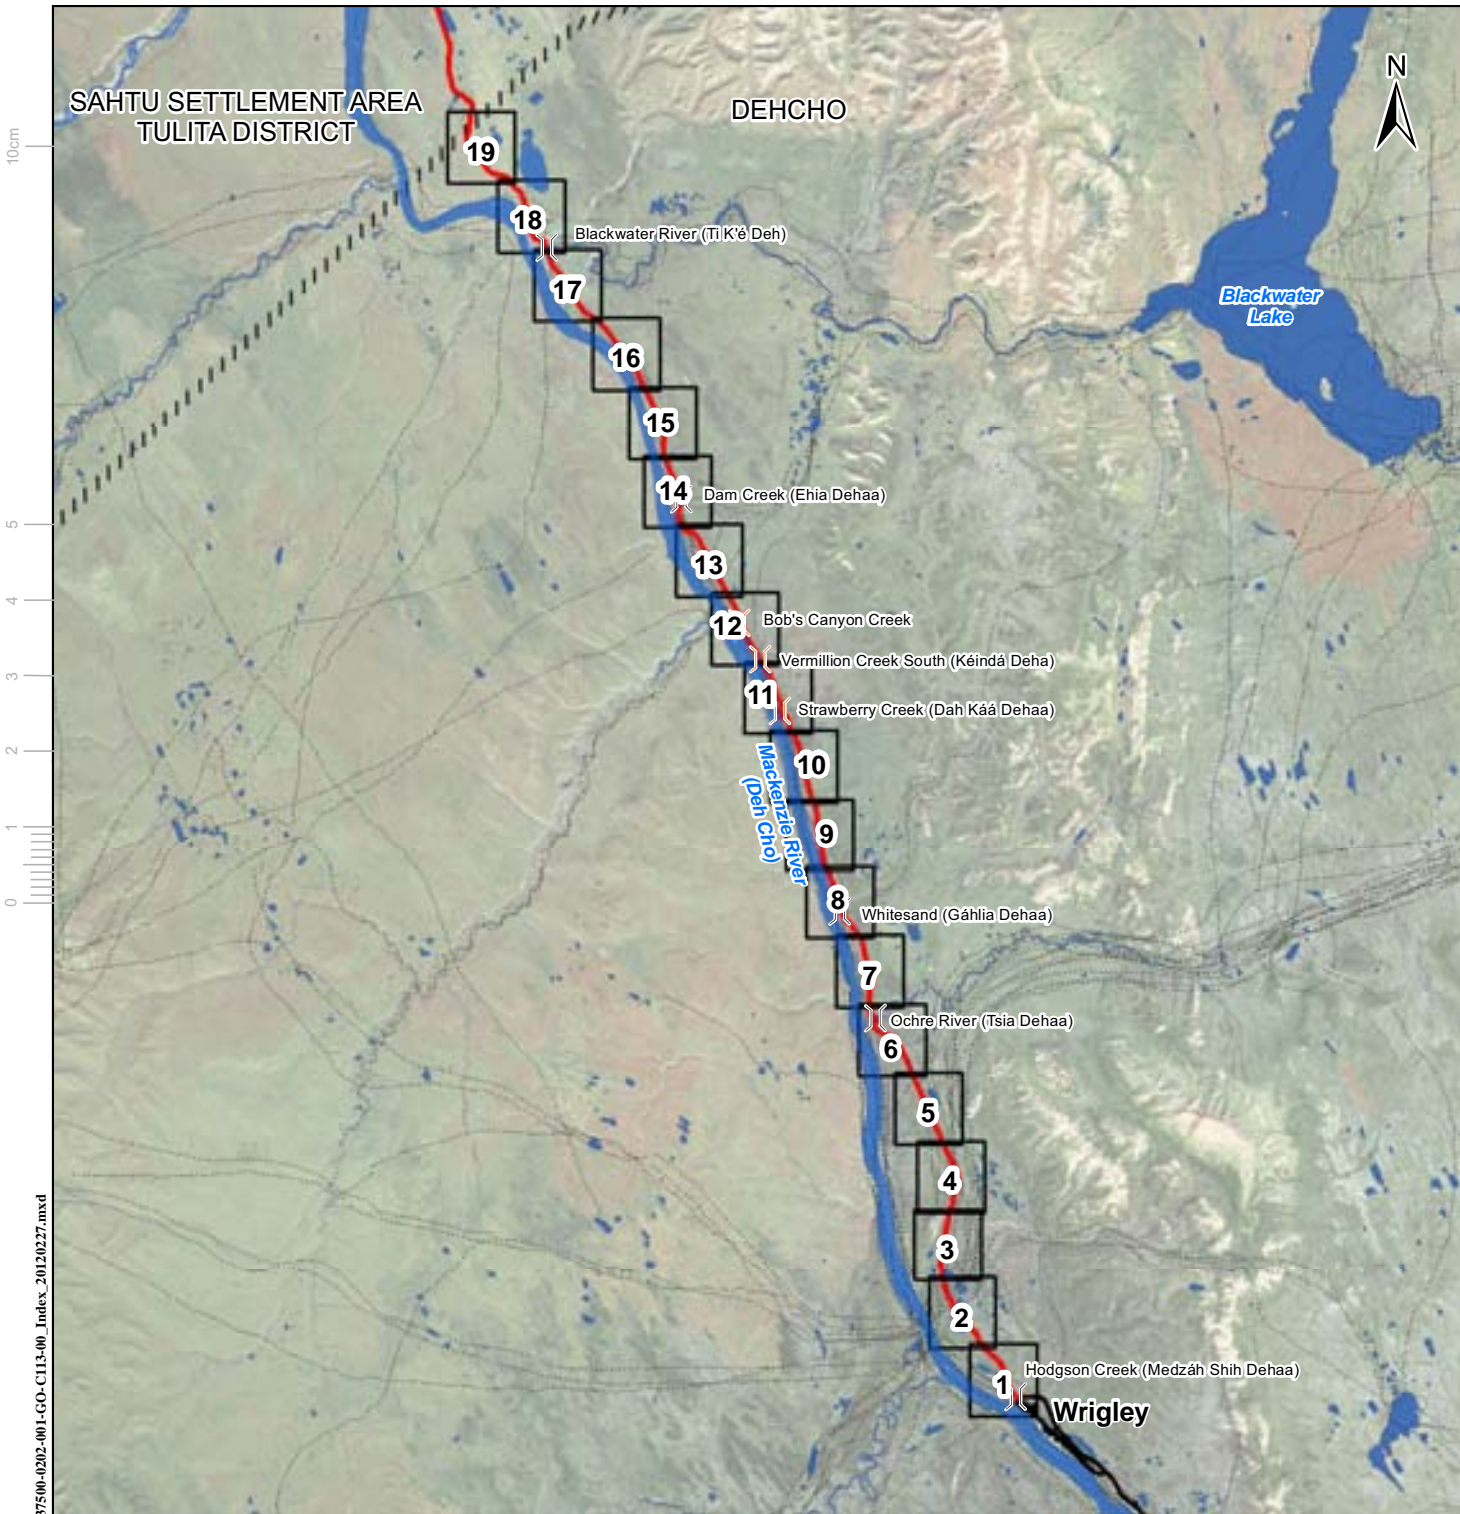 N
SAHTU SETTLEMENT AREA
TULITA DISTRICT
DEHCHO
10cm
19
18
Blackwater River (Ti K'é Deh)
17
Blackwater
Lake
16
15
14
Dam Creek (Ehia Dehaa)
5
13
4
12
Bob's Canyon Creek
Vermillion Creek South (Kéindá Deha)
3
11
Strawberry Creek (Dah Káá Dehaa)
2
10
Mackenzie River
(Deh Cho)
1
9
8
0
Whitesand (Gáhlia Dehaa)
7
Ochre River (Tsia Dehaa)
6
5
4
3
2
1
Hodgson Creek (Medzáh Shih Dehaa)
Wrigley
37500-0202-001-GO-C113-00_Index_20120227.mxd